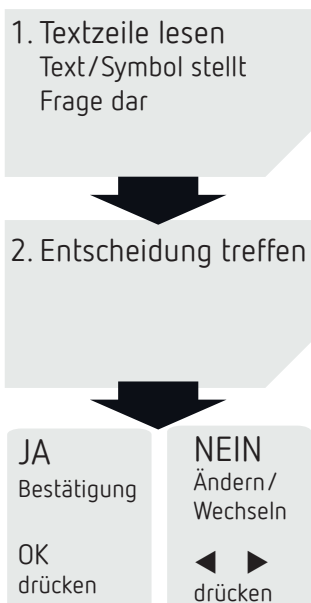 1. Textzeile lesen
Text/Symbol stellt
Frage dar
2. Entscheidung treffen
JA
Bestätigung
OK
drücken
NEIN
Ändern/
Wechseln
◀ ▶
drücken